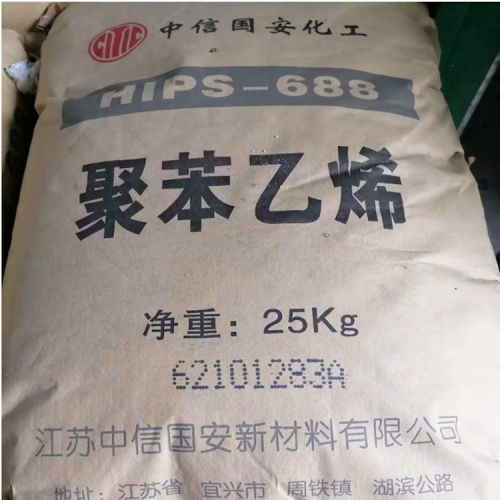 CITIC 中信国安化工
HIPS-688
聚苯乙烯
净重：25Kg
62101283A
江苏中信国安新材料有限公司
地址：江苏省 宜兴市 周铁镇 湖滨公路